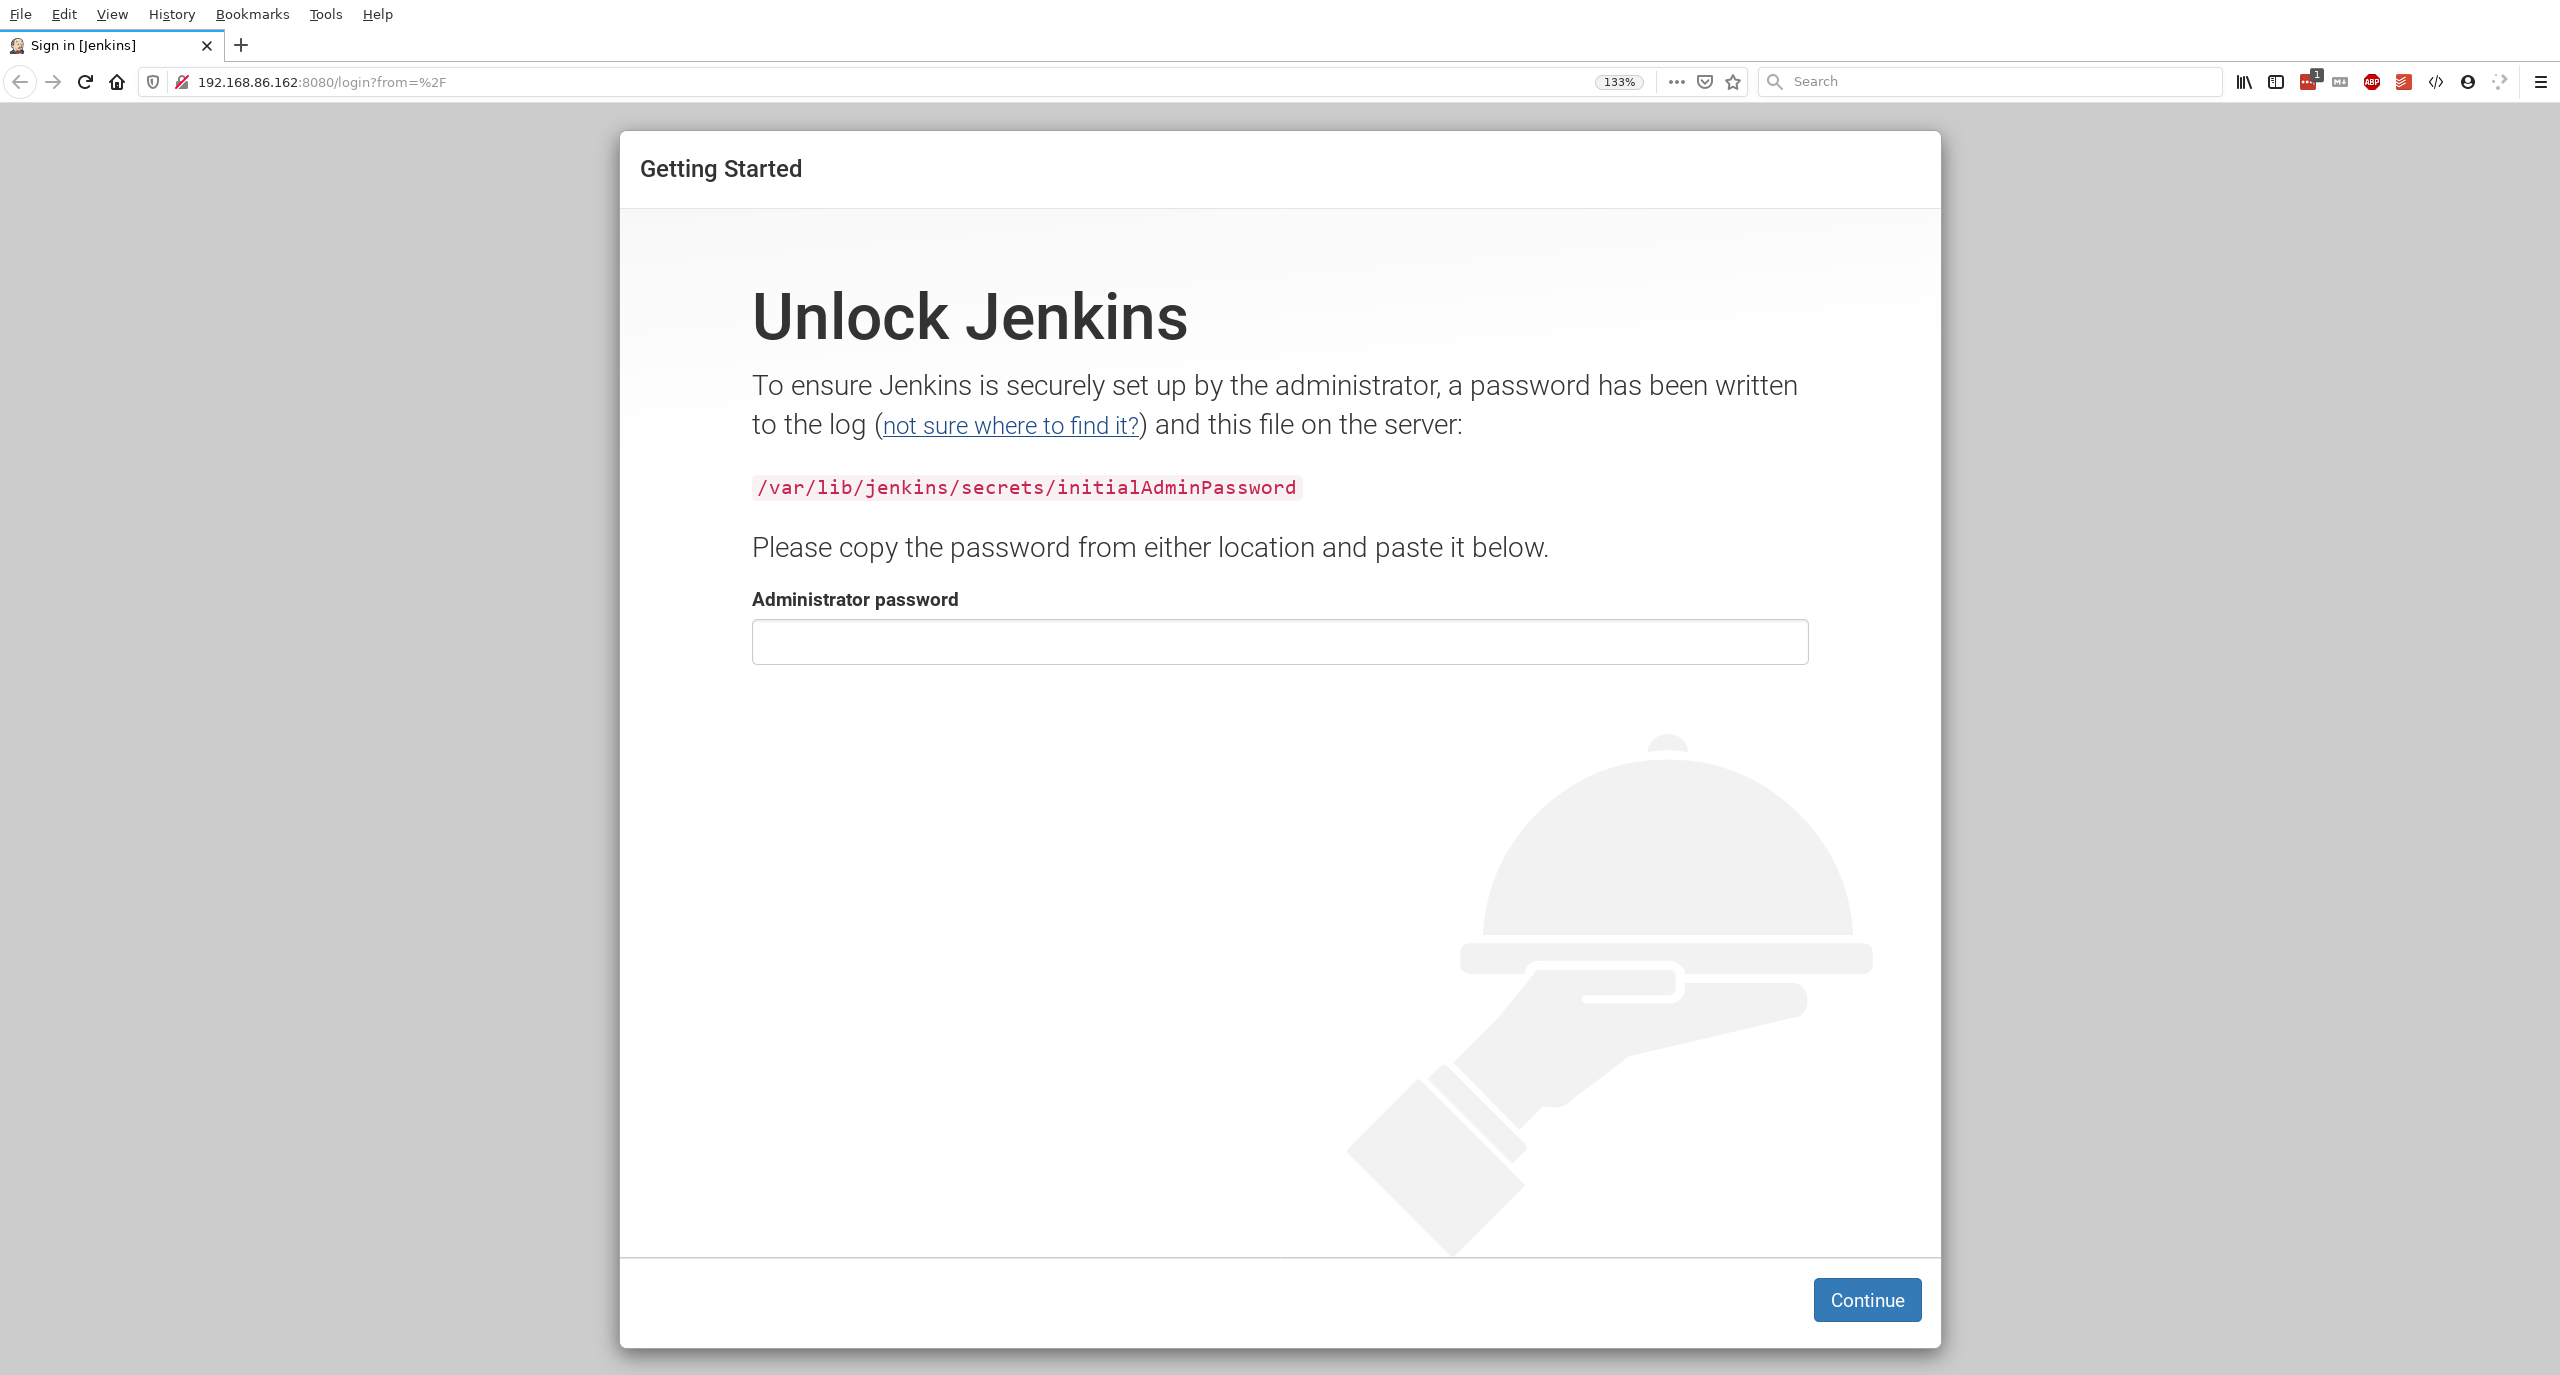 File Edit View History Bookmarks Tools Help
Sign in [Jenkins]
192.168.86.162:8080/login?from=%2F
133%
Search
1
M
ABP
Getting Started
Unlock Jenkins
To ensure Jenkins is securely set up by the administrator, a password has been written
to the log (not sure where to find it?) and this file on the server:
/var/lib/jenkins/secrets/initialAdminPassword
Please copy the password from either location and paste it below.
Administrator password
Continue